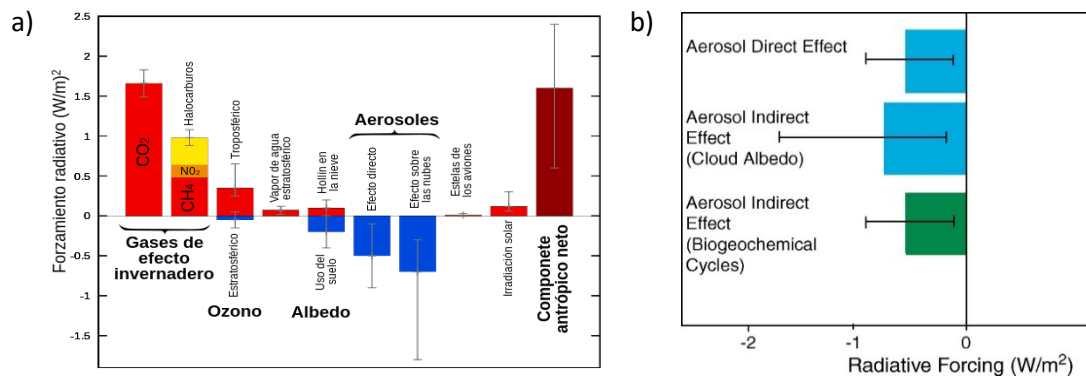 a)
Forzamiento radiativo (W/m)²
2.5
2
1.5
1
0.5
0
-0.5
-1
-1.5
CO₂
Halocarburos
N0₂
CH₄
Gases de
efecto
invernadero
Troposférico
Estratosférico
Ozono
Vapor de agua
estratosférico
Hollín en
la nieve
Uso del
suelo
Albedo
Aerosoles
Efecto directo
Efecto sobre
las nubes
Estelas de
los aviones
Irradiación solar
Componete
antrópico neto
b)
Aerosol Direct Effect
Aerosol Indirect
Effect
(Cloud Albedo)
Aerosol Indirect
Effect
(Biogeochemical
Cycles)
-2
-1
0
Radiative Forcing (W/m²)